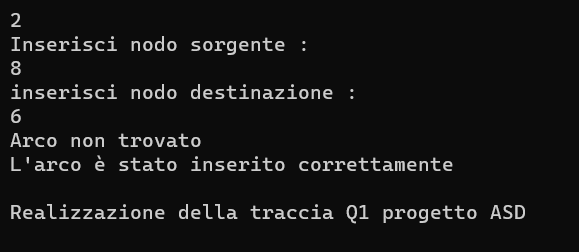 2
Inserisci nodo sorgente :
8
inserisci nodo destinazione :
6
Arco non trovato
L'arco è stato inserito correttamente
Realizzazione della traccia Q1 progetto ASD